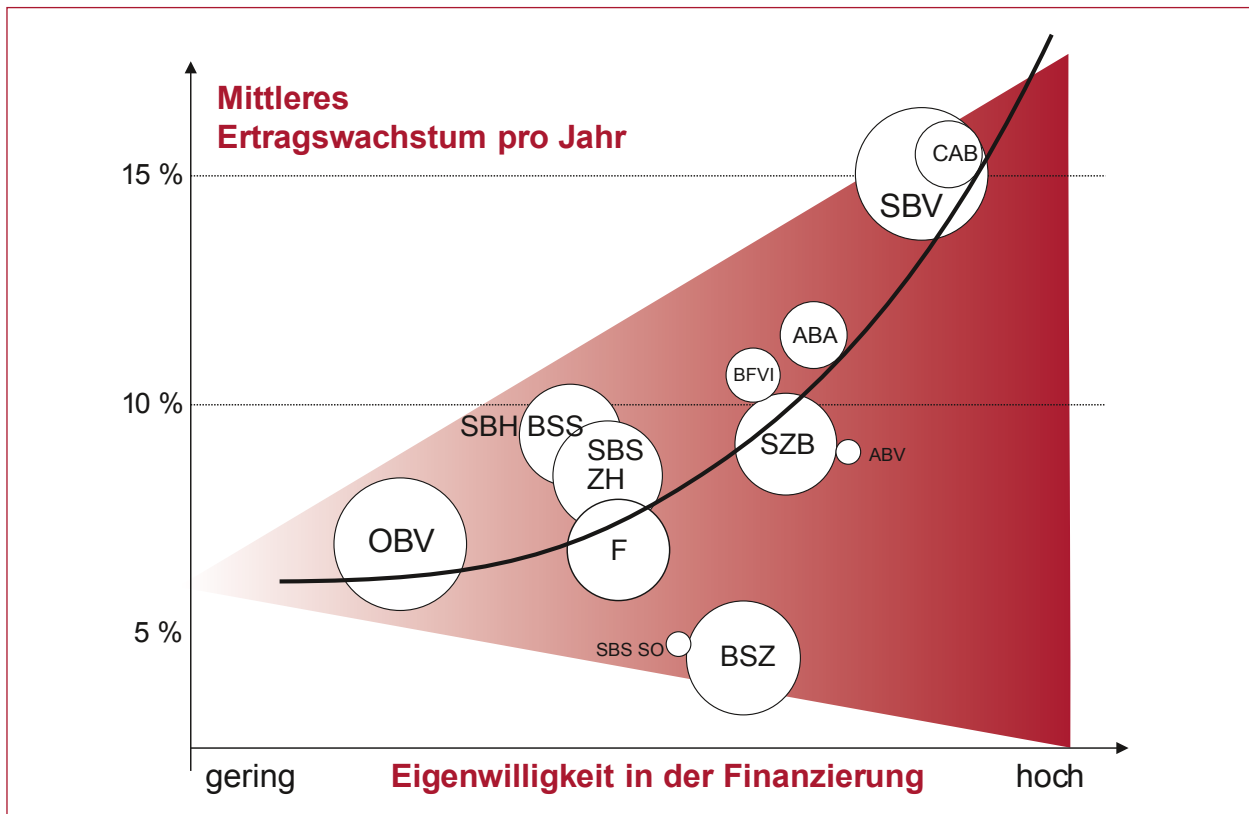 Mittleres
Ertragswachstum pro Jahr
15 %
CAB
SBV
ABA
BFVI
10 %
SBH BSS
SBS
ZH
SZB
ABV
OBV
F
5 %
SBS SO
BSZ
gering
Eigenwilligkeit in der Finanzierung
hoch